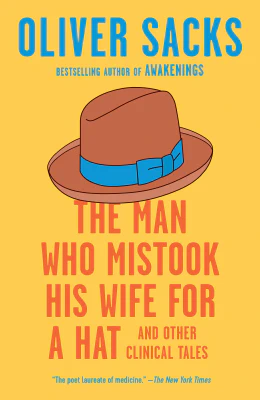 OLIVER SACKS
BESTSELLING AUTHOR OF AWAKENINGS
THE MAN
WHO MISTOOK
HIS WIFE FOR
A HAT
AND OTHER
CLINICAL TALES
"The poet laureate of medicine." —The New York Times